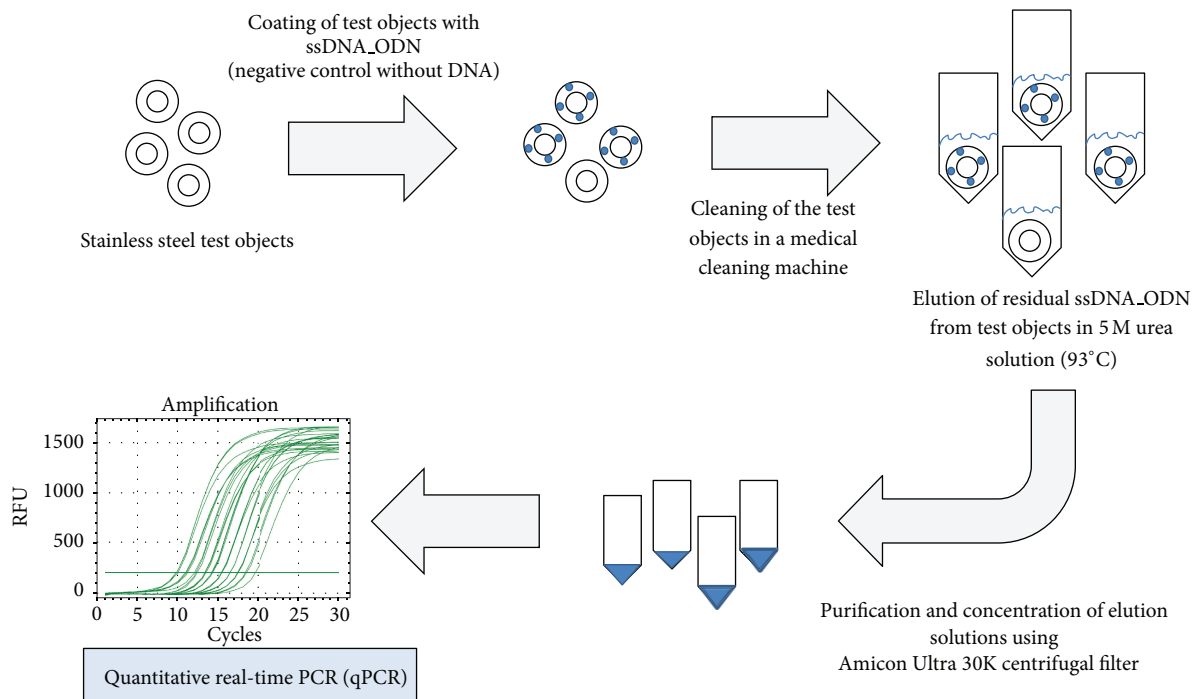 Coating of test objects with
ssDNA_ODN
(negative control without DNA)
Stainless steel test objects
Cleaning of the test
objects in a medical
cleaning machine
Elution of residual ssDNA_ODN
from test objects in 5 M urea
solution (93°C)
Purification and concentration of elution
solutions using
Amicon Ultra 30K centrifugal filter
Amplification
RFU
1500
1000
500
0
0 5 10 15 20 25 30
Cycles
Quantitative real-time PCR (qPCR)